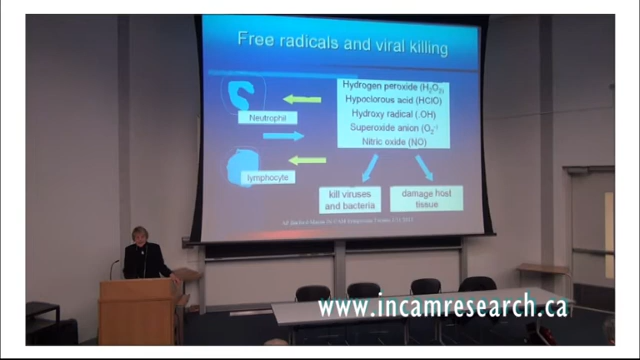 Free radicals and viral killing
Hydrogen peroxide (H₂O₂)
Hypoclorous acid (HClO)
Hydroxy radical (.OH)
Superoxide anion (O₂⁻
Nitric oxide (NO)
Neutrophil
lymphocyte
kill viruses
and bacteria
damage host
tissue
www.incamresearch.ca